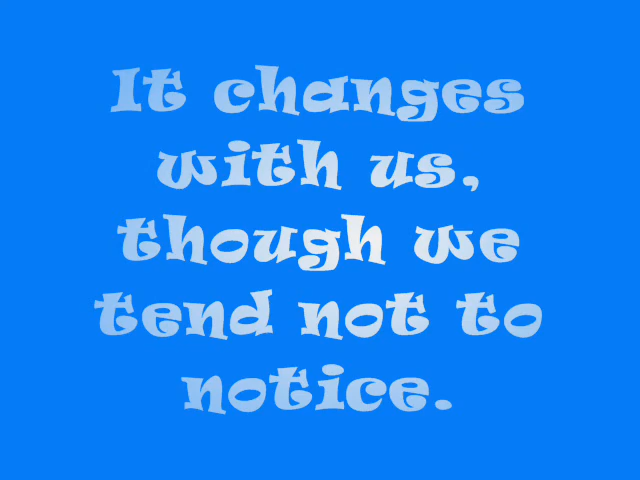 It changes
with us,
though we
tend not to
notice.